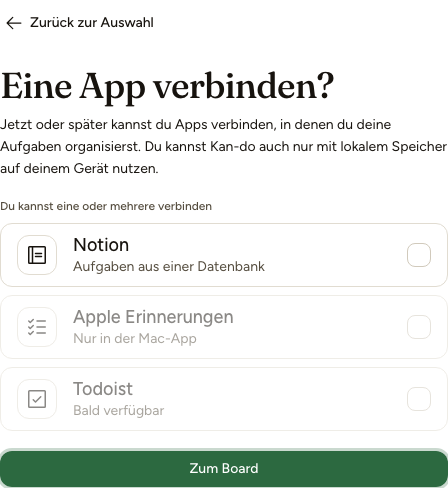 Zurück zur Auswahl
Eine App verbinden?
Jetzt oder später kannst du Apps verbinden, in denen du deine
Aufgaben organisierst. Du kannst Kan-do auch nur mit lokalem Speicher
auf deinem Gerät nutzen.
Du kannst eine oder mehrere verbinden
Notion
Aufgaben aus einer Datenbank
Apple Erinnerungen
Nur in der Mac-App
Todoist
Bald verfügbar
Zum Board